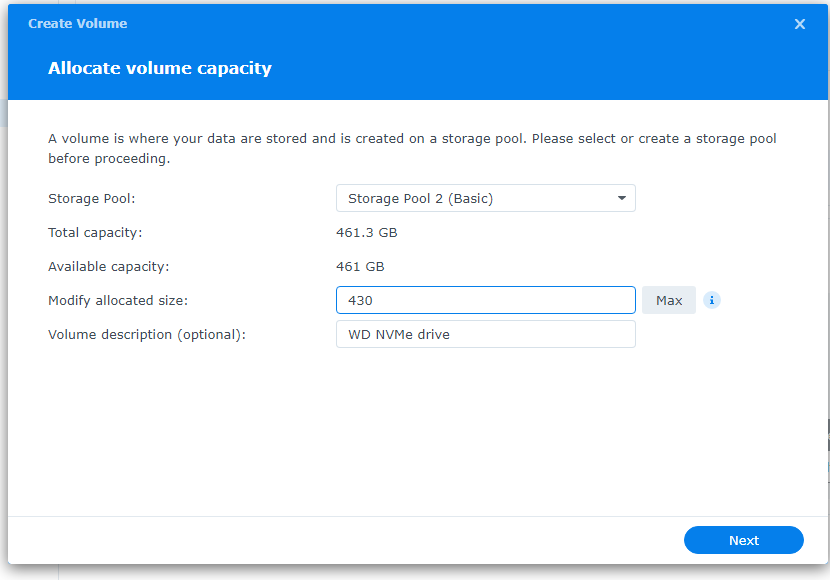 Create Volume
Allocate volume capacity
A volume is where your data are stored and is created on a storage pool. Please select or create a storage pool
before proceeding.
Storage Pool: Storage Pool 2 (Basic)
Total capacity: 461.3 GB
Available capacity: 461 GB
Modify allocated size: 430 Max
Volume description (optional): WD NVMe drive
Next